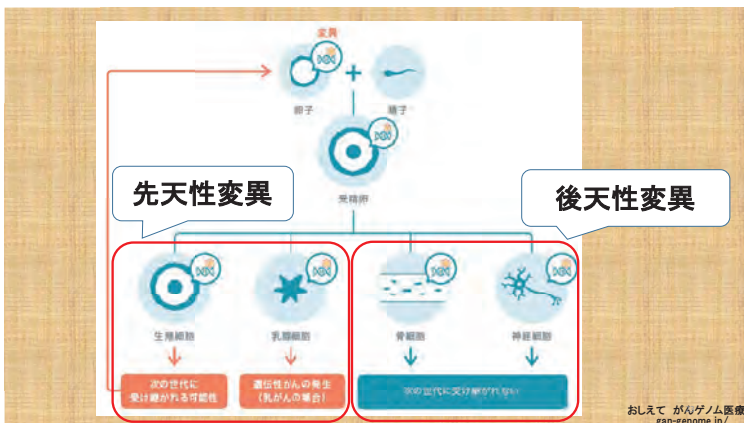 変異
卵子
精子
受精卵
先天性変異
後天性変異
生殖細胞
乳腺細胞
骨細胞
神経細胞
次の世代に
受け継がれる可能性
遺伝性がんの発生
(乳がんの場合)
次の世代に受け継がれない
おしえて がんゲノム医療
gan-genome.jp/